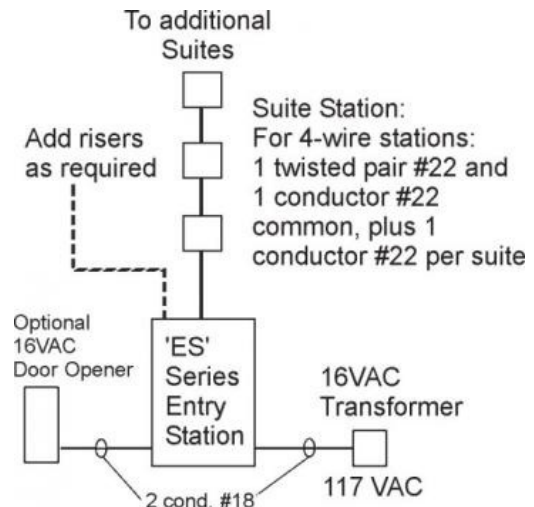 To additional
Suites
Suite Station:
For 4-wire stations:
1 twisted pair #22 and
1 conductor #22
common, plus 1
conductor #22 per suite
Add risers
as required
Optional
16VAC
Door Opener
'ES'
Series
Entry
Station
16VAC
Transformer
117 VAC
2 cond. #18